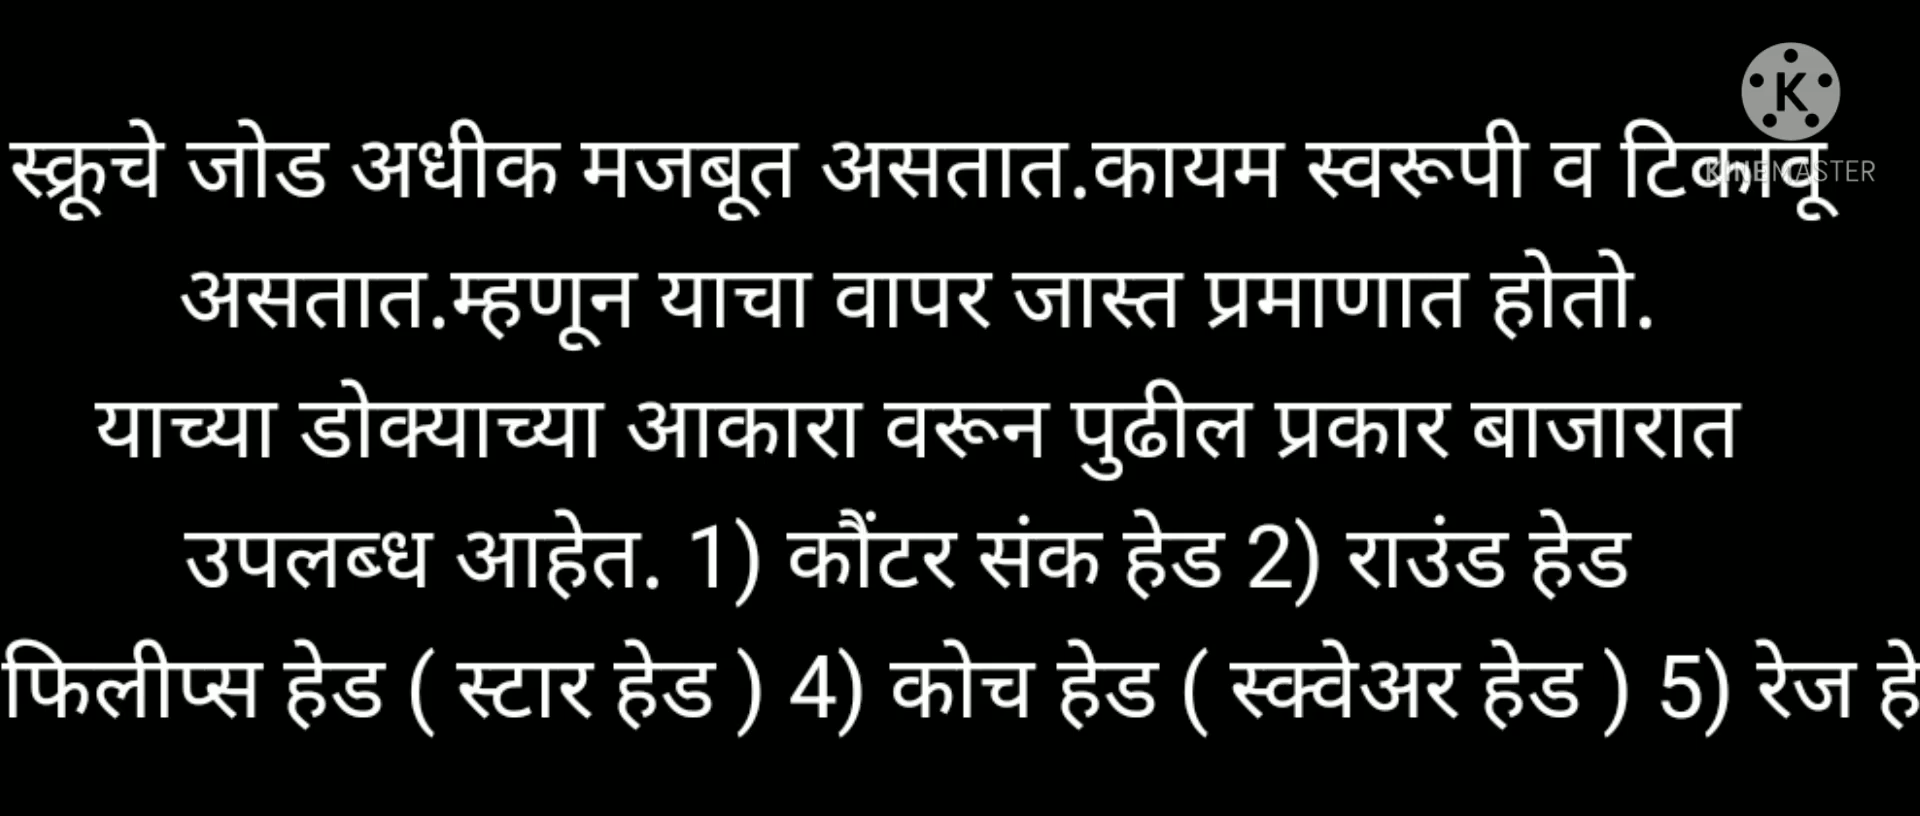 स्क्रूचे जोड अधीक मजबूत असतात.कायम स्वरूपी व टिकावू
असतात.म्हणून याचा वापर जास्त प्रमाणात होतो.
याच्या डोक्याच्या आकारा वरून पुढील प्रकार बाजारात
उपलब्ध आहेत. 1) कौंटर संक हेड 2) राउंड हेड
फिलीप्स हेड ( स्टार हेड ) 4) कोच हेड ( स्क्वेअर हेड ) 5) रेज हे
K
KINEMASTER